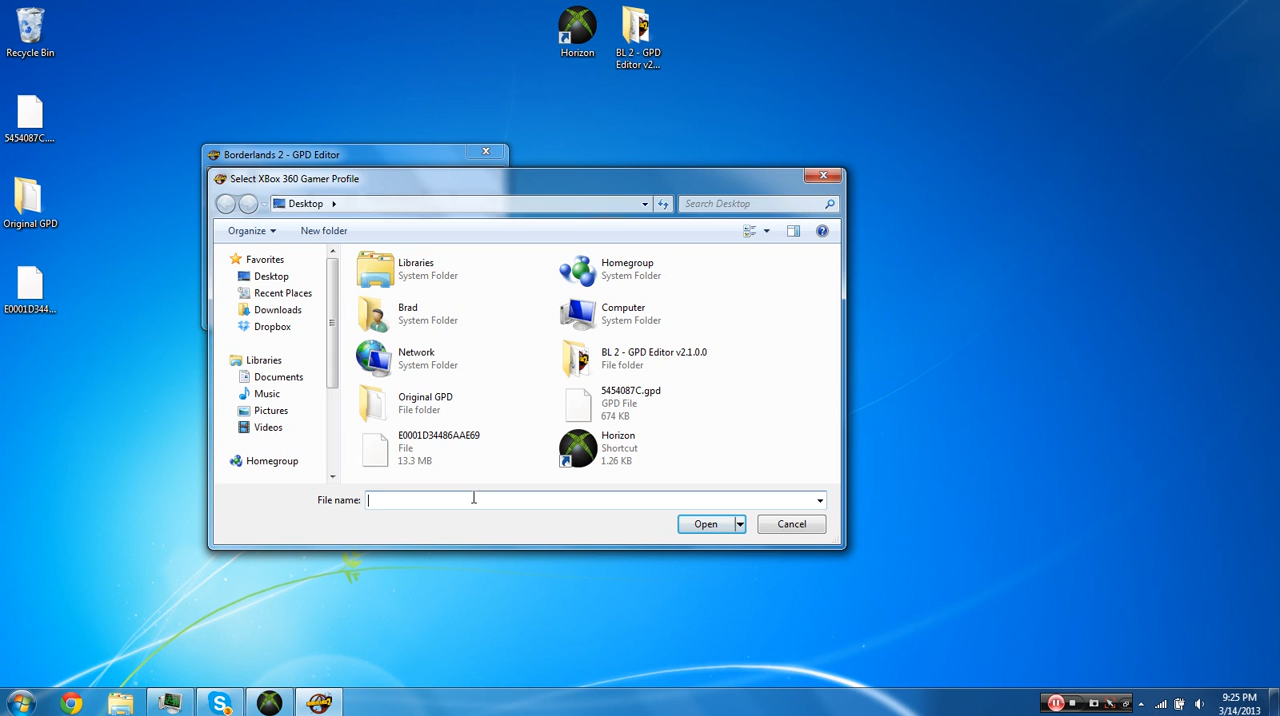 Recycle Bin
Horizon
BL 2 - GPD
Editor v2...
5454087C....
Original GPD
E0001D344...
Borderlands 2 - GPD Editor
Select XBox 360 Gamer Profile
Desktop
Search Desktop
Organize
New folder
Favorites
Desktop
Recent Places
Downloads
Dropbox
Libraries
Documents
Music
Pictures
Videos
Homegroup
Libraries
System Folder
Homegroup
System Folder
Brad
System Folder
Computer
System Folder
Network
System Folder
BL 2 - GPD Editor v2.1.0.0
File folder
Original GPD
File folder
5454087C.gpd
GPD File
674 KB
E0001D34486AAE69
File
13.3 MB
Horizon
Shortcut
1.26 KB
File name:
Open
Cancel
9:25 PM
3/14/2013